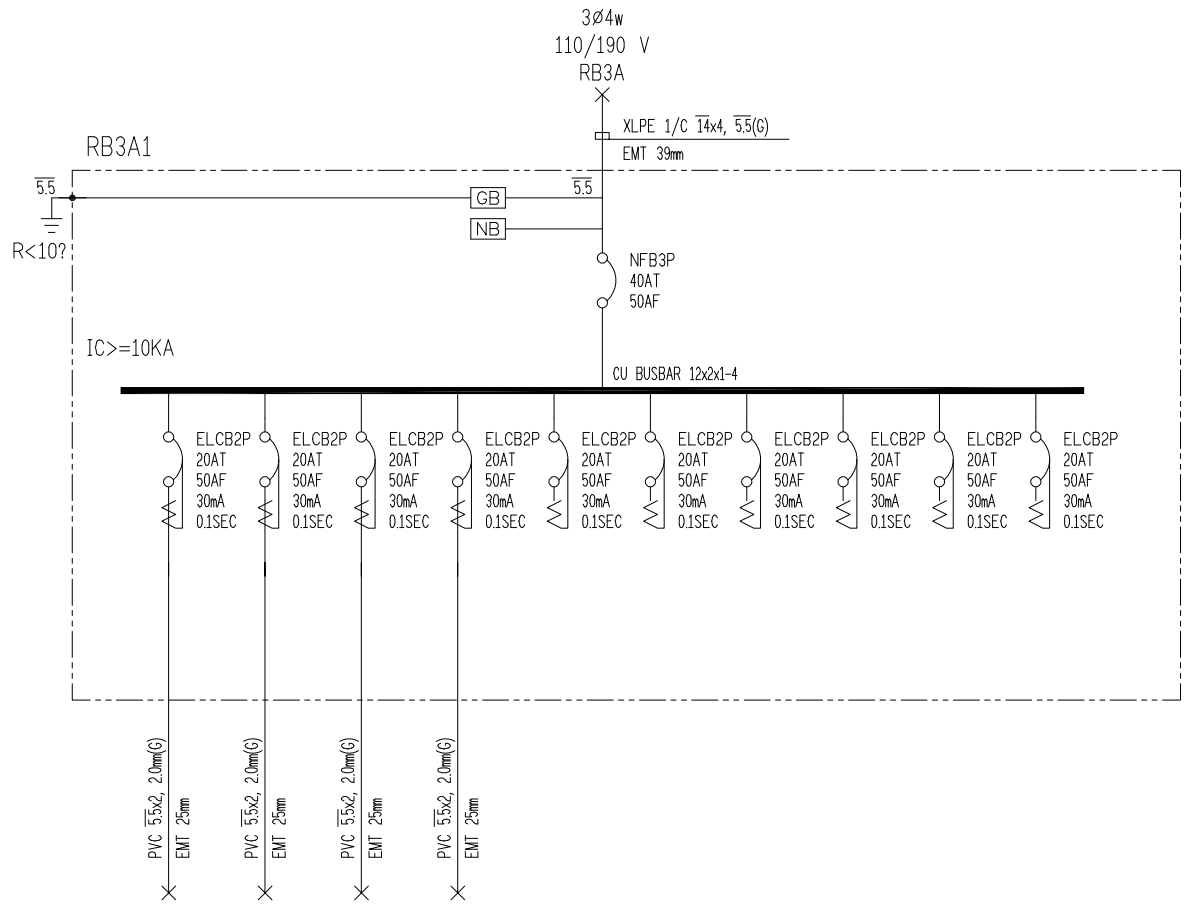 3Ø4w
110/190 V
RB3A
XLPE 1/C 14x4, 5.5(G)
EMT 39mm
RB3A1
5.5
5.5
GB
NB
R<10?
NFB3P
40AT
50AF
IC>=10KA
CU BUSBAR 12x2x1-4
ELCB2P
20AT
50AF
30mA
0.1SEC
ELCB2P
20AT
50AF
30mA
0.1SEC
ELCB2P
20AT
50AF
30mA
0.1SEC
ELCB2P
20AT
50AF
30mA
0.1SEC
ELCB2P
20AT
50AF
30mA
0.1SEC
ELCB2P
20AT
50AF
30mA
0.1SEC
ELCB2P
20AT
50AF
30mA
0.1SEC
ELCB2P
20AT
50AF
30mA
0.1SEC
ELCB2P
20AT
50AF
30mA
0.1SEC
ELCB2P
20AT
50AF
30mA
0.1SEC
PVC 5.5x2, 2.0mm(G)
EMT 25mm
PVC 5.5x2, 2.0mm(G)
EMT 25mm
PVC 5.5x2, 2.0mm(G)
EMT 25mm
PVC 5.5x2, 2.0mm(G)
EMT 25mm